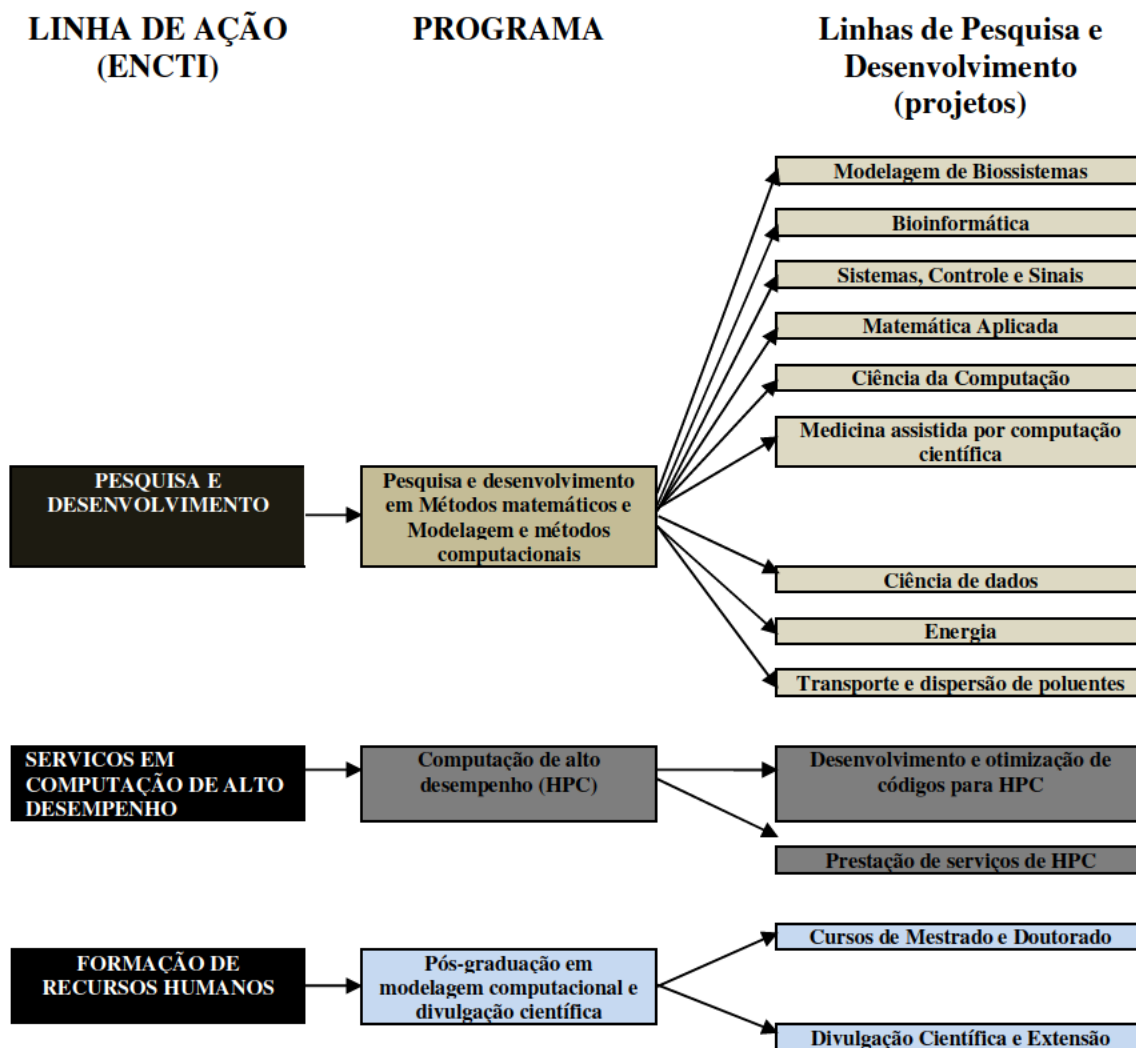 LINHA DE AÇÃO
(ENCTI)
PROGRAMA
Linhas de Pesquisa e
Desenvolvimento
(projetos)
Modelagem de Biossistemas
Bioinformática
Sistemas, Controle e Sinais
Matemática Aplicada
Ciência da Computação
Medicina assistida por computação
científica
PESQUISA E
DESENVOLVIMENTO
Pesquisa e desenvolvimento
em Métodos matemáticos e
Modelagem e métodos
computacionais
Ciência de dados
Energia
Transporte e dispersão de poluentes
SERVICOS EM
COMPUTAÇÃO DE ALTO
DESEMPENHO
Computação de alto
desempenho (HPC)
Desenvolvimento e otimização de
códigos para HPC
Prestação de serviços de HPC
FORMAÇÃO DE
RECURSOS HUMANOS
Pós-graduação em
modelagem computacional e
divulgação científica
Cursos de Mestrado e Doutorado
Divulgação Científica e Extensão